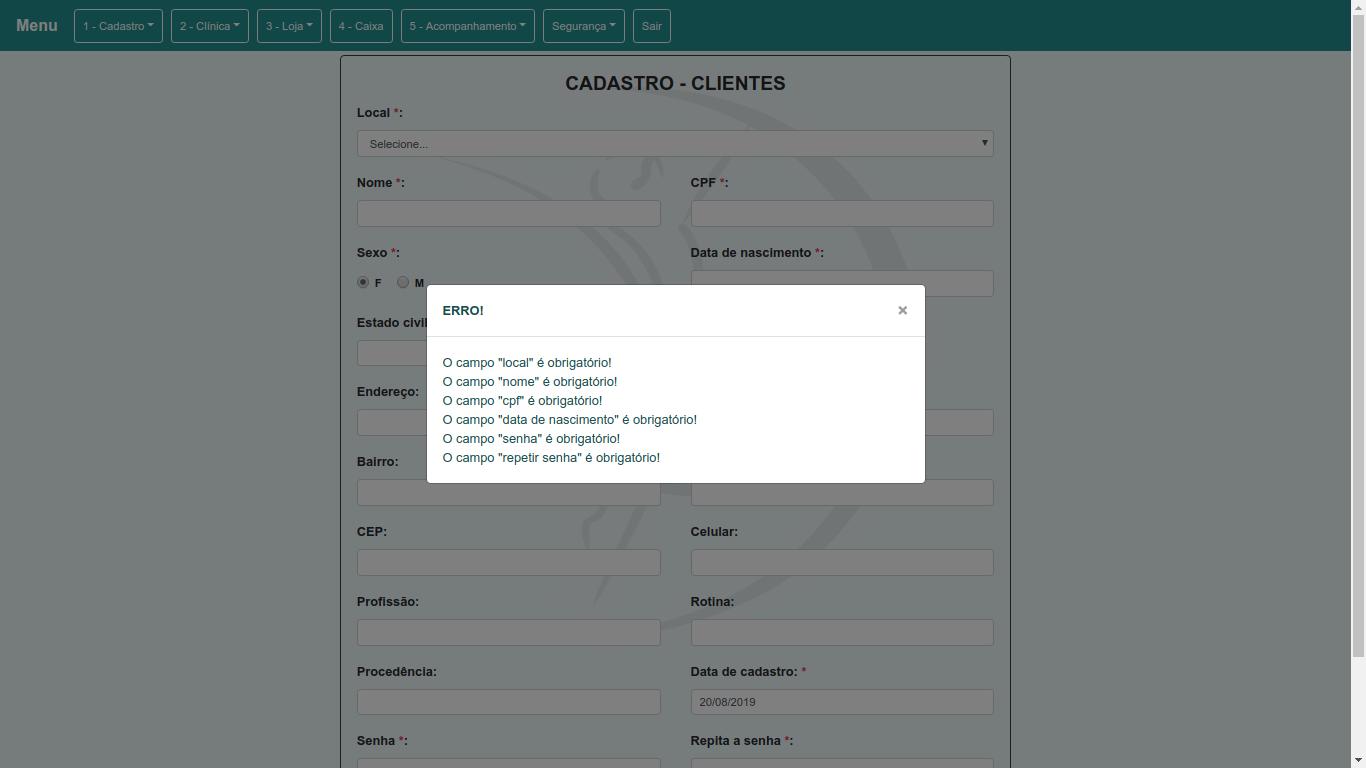 Menu 1 - Cadastro 2 - Clínica 3 - Loja 4 - Caixa 5 - Acompanhamento Segurança Sair
CADASTRO - CLIENTES
Local *:
Selecione...
Nome *: CPF *:
Sexo *: Data de nascimento *:
F M
ERRO! ×
Estado civil
O campo "local" é obrigatório!
O campo "nome" é obrigatório!
Endereço:
O campo "cpf" é obrigatório!
O campo "data de nascimento" é obrigatório!
O campo "senha" é obrigatório!
O campo "repetir senha" é obrigatório!
Bairro:
CEP: Celular:
Profissão: Rotina:
Procedência: Data de cadastro: *
20/08/2019
Senha *: Repita a senha *: